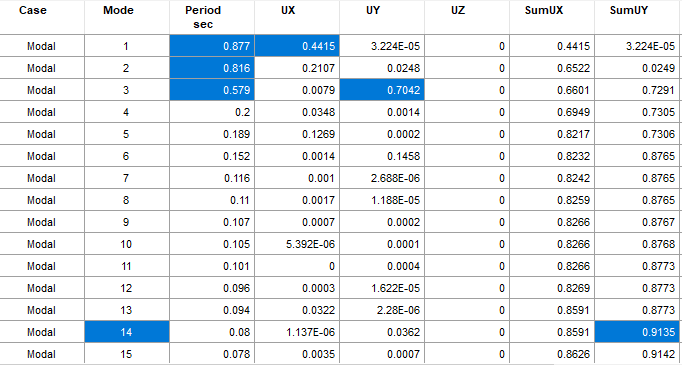 Case Mode Period sec UX UY UZ SumUX SumUY
Modal 1 0.877 0.4415 3.224E-05 0 0.4415 3.224E-05
Modal 2 0.816 0.2107 0.0248 0 0.6522 0.0249
Modal 3 0.579 0.0079 0.7042 0 0.6601 0.7291
Modal 4 0.2 0.0348 0.0014 0 0.6949 0.7305
Modal 5 0.189 0.1269 0.0002 0 0.8217 0.7306
Modal 6 0.152 0.0014 0.1458 0 0.8232 0.8765
Modal 7 0.116 0.001 2.688E-06 0 0.8242 0.8765
Modal 8 0.11 0.0017 1.188E-05 0 0.8259 0.8765
Modal 9 0.107 0.0007 0.0002 0 0.8266 0.8767
Modal 10 0.105 5.392E-06 0.0001 0 0.8266 0.8768
Modal 11 0.101 0 0.0004 0 0.8266 0.8773
Modal 12 0.096 0.0003 1.622E-05 0 0.8269 0.8773
Modal 13 0.094 0.0322 2.28E-06 0 0.8591 0.8773
Modal 14 0.08 1.137E-06 0.0362 0 0.8591 0.9135
Modal 15 0.078 0.0035 0.0007 0 0.8626 0.9142